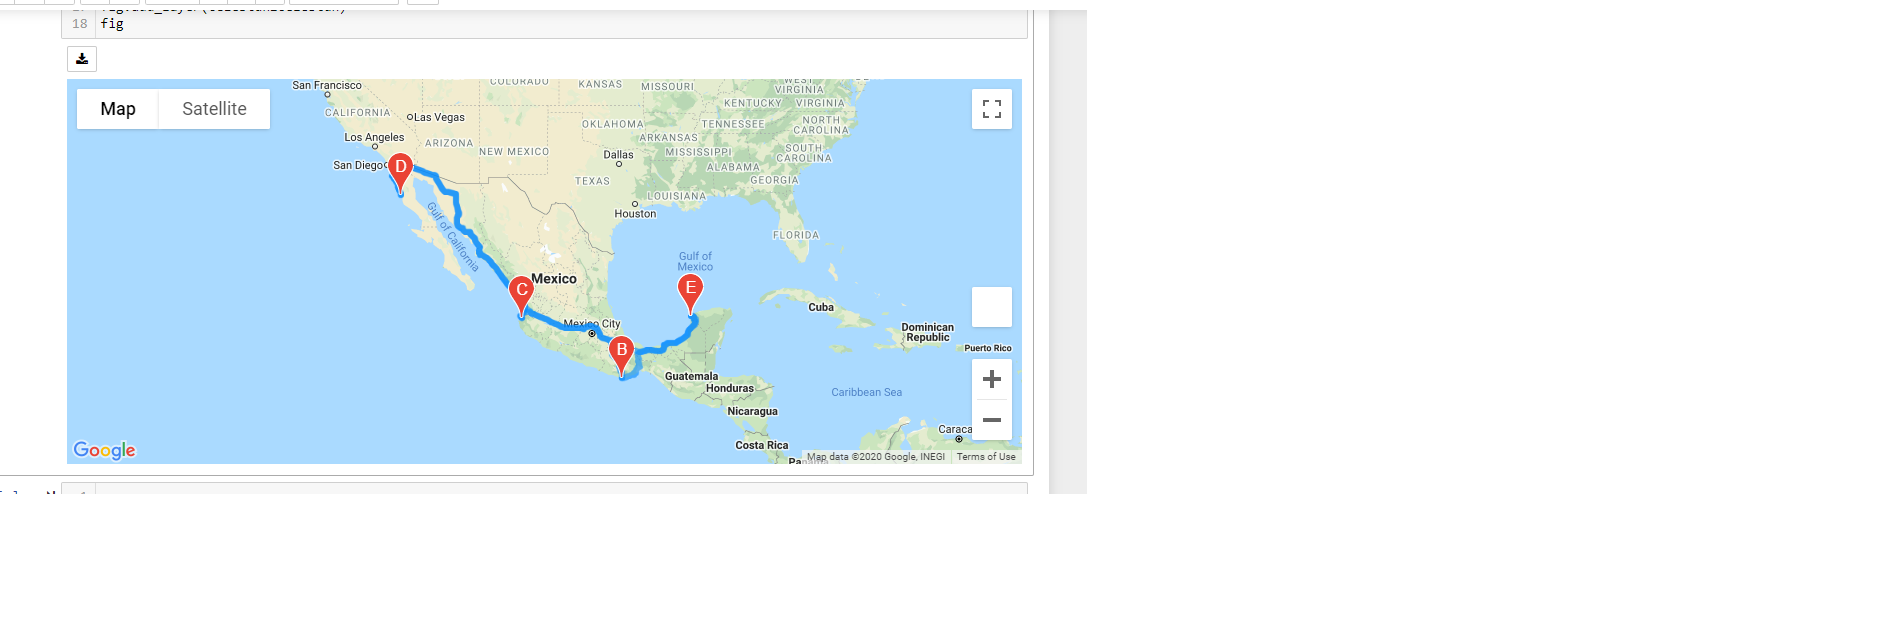 18 fig
Map Satellite
San Francisco
COLORADO
KANSAS
MISSOURI
WEST
VIRGINIA
KENTUCKY
VIRGINIA
CALIFORNIA
Las Vegas
OKLAHOMA
TENNESSEE
NORTH
CAROLINA
Los Angeles
ARIZONA
NEW MEXICO
ARKANSAS
MISSISSIPPI
SOUTH
CAROLINA
San Diego
D
Dallas
ALABAMA
TEXAS
GEORGIA
LOUISIANA
Houston
Gulf of California
FLORIDA
Gulf of
Mexico
Mexico
C
E
Cuba
Mexico City
Dominican
Republic
Puerto Rico
B
Guatemala
Honduras
Caribbean Sea
Nicaragua
Caraca
Costa Rica
Google
Map data ©2020 Google, INEGI
Terms of Use